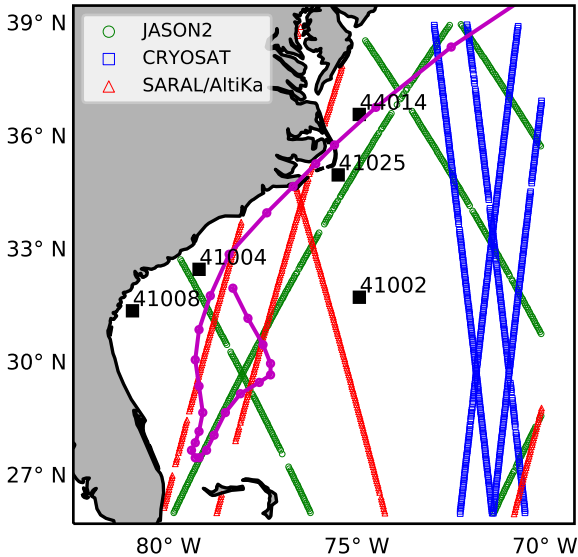 39° N
JASON2
CRYOSAT
SARAL/AltiKa
36° N
44014
41025
33° N
41004
41002
41008
30° N
27° N
80° W
75° W
70° W